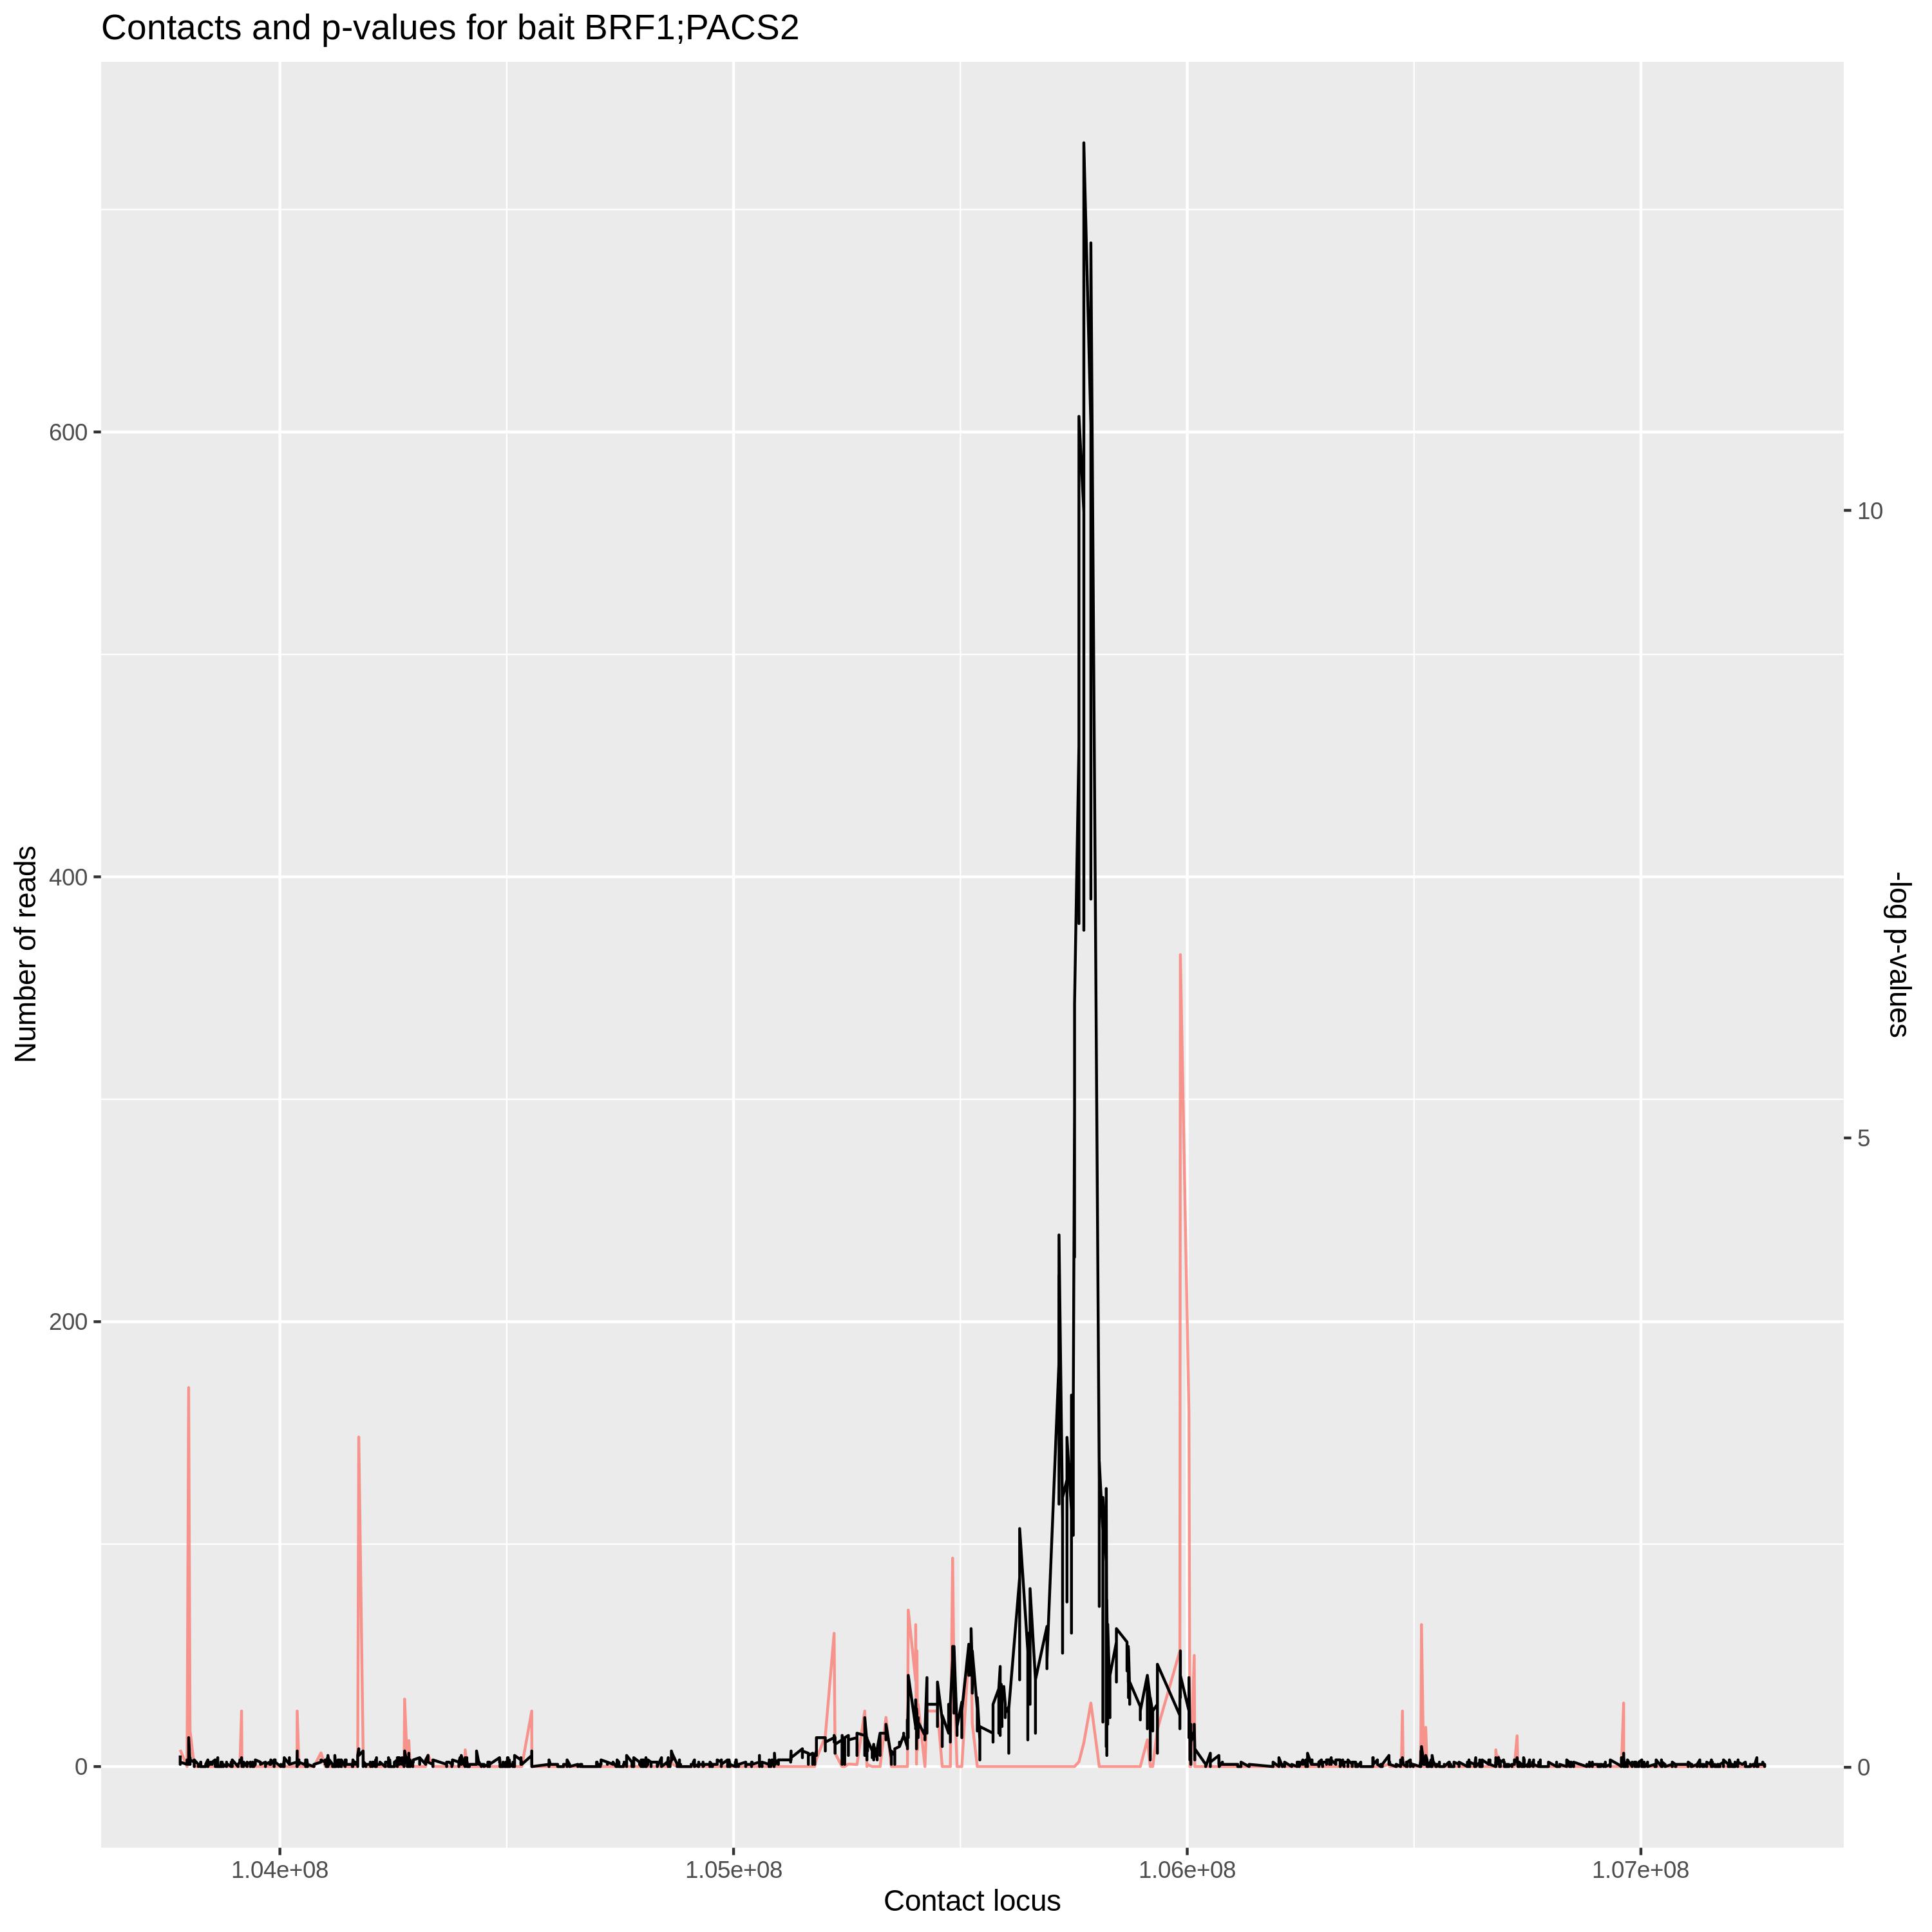 Contacts and p-values for bait BRF1;PACS2
Number of reads
600
400
200
0
10
5
0
-log p-values
1.04e+08
1.05e+08
1.06e+08
1.07e+08
Contact locus